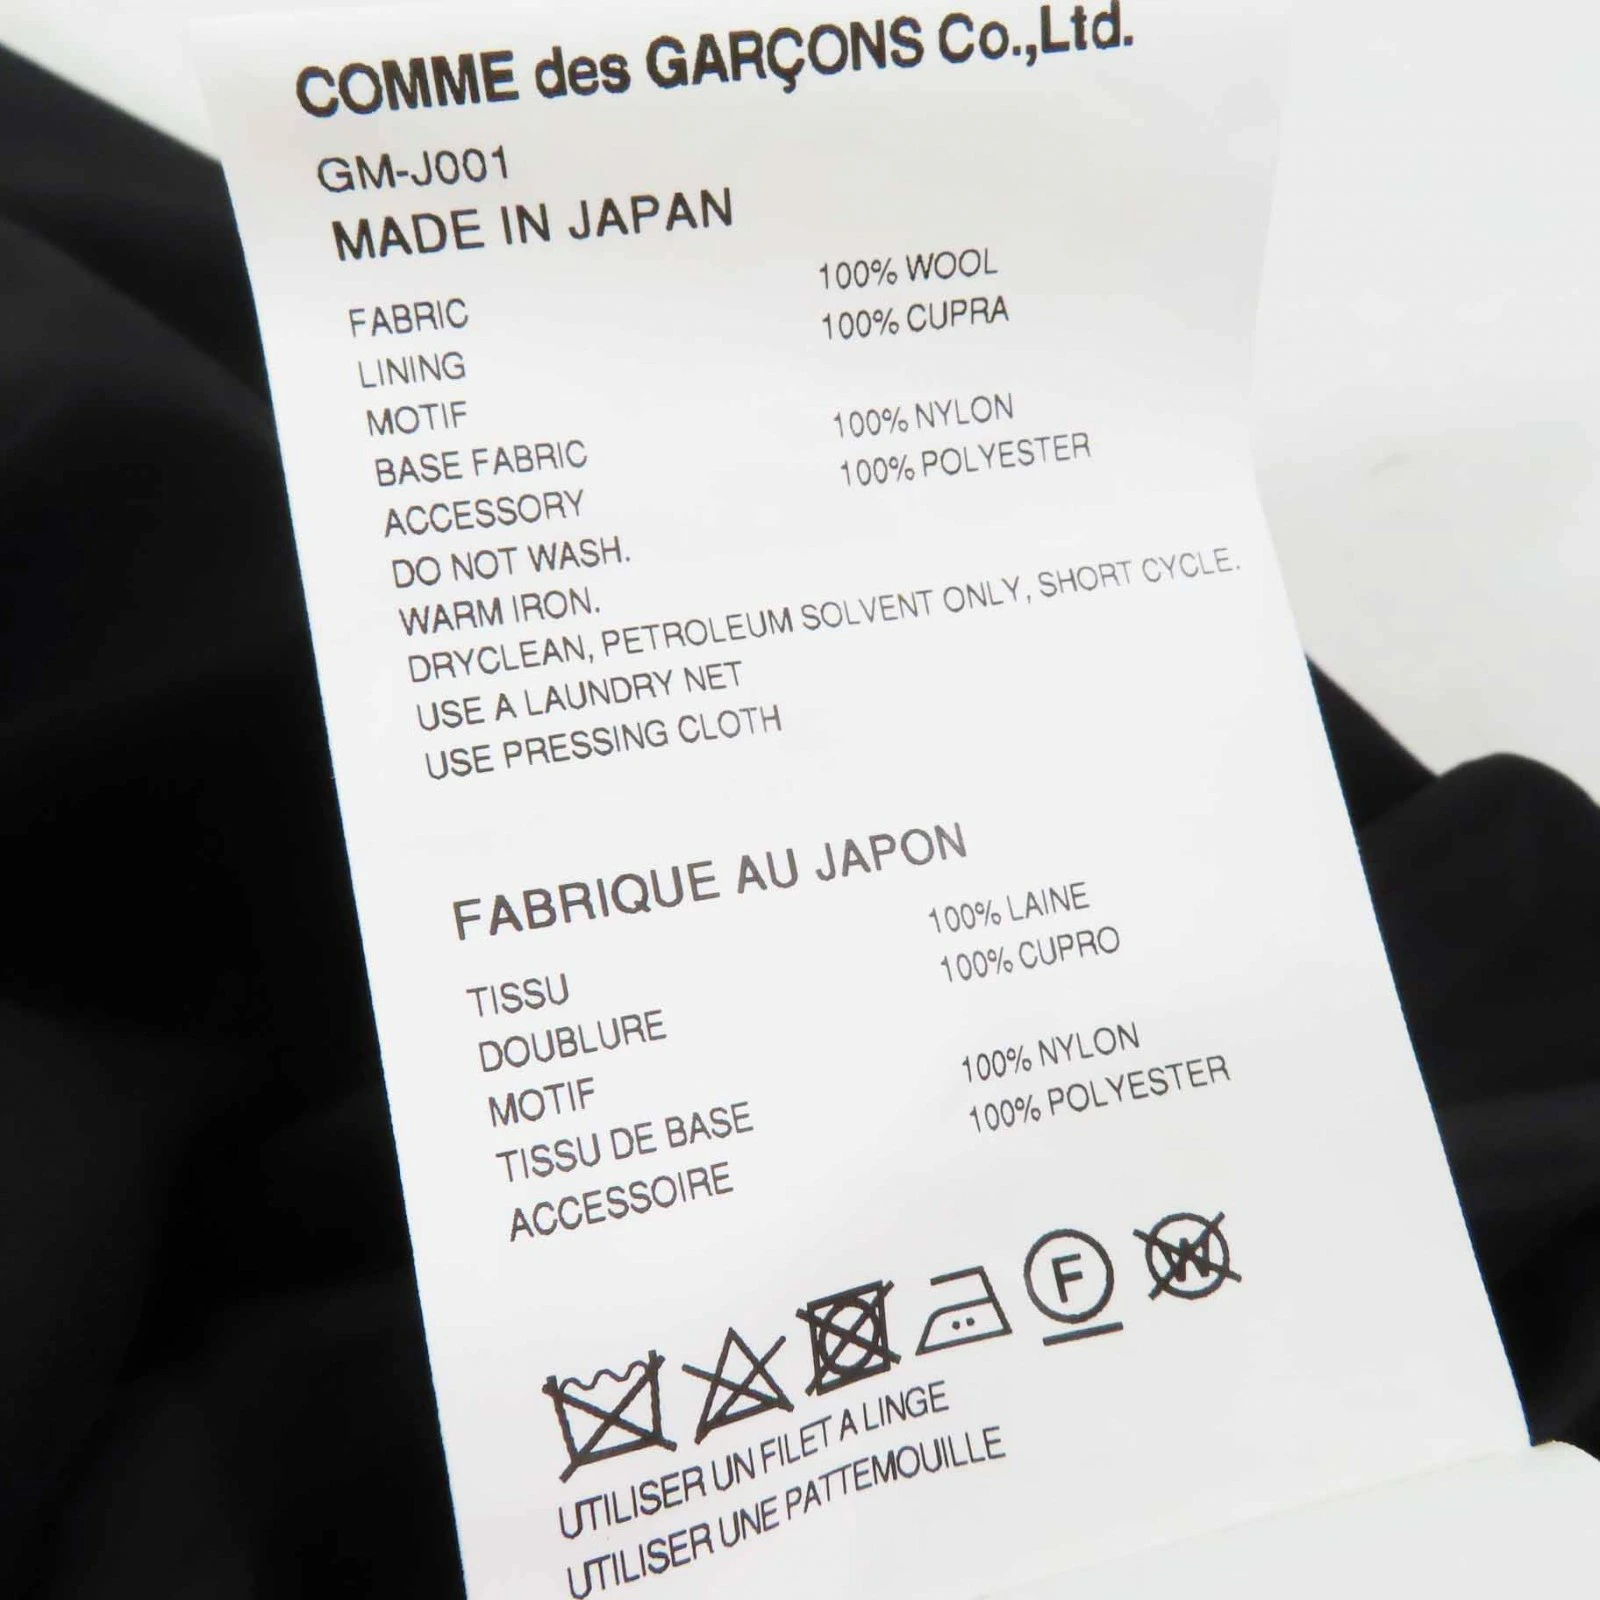 COMME des GARÇONS Co.,Ltd.
GM-J001
MADE IN JAPAN
FABRIC 100% WOOL
LINING 100% CUPRA
MOTIF
BASE FABRIC 100% NYLON
ACCESSORY 100% POLYESTER
DO NOT WASH.
WARM IRON.
DRYCLEAN, PETROLEUM SOLVENT ONLY, SHORT CYCLE.
USE A LAUNDRY NET
USE PRESSING CLOTH
FABRIQUE AU JAPON
TISSU 100% LAINE
DOUBLURE 100% CUPRO
MOTIF
TISSU DE BASE 100% NYLON
ACCESSOIRE 100% POLYESTER
F W
UTILISER UN FILET A LINGE
UTILISER UNE PATTEMOUILLE